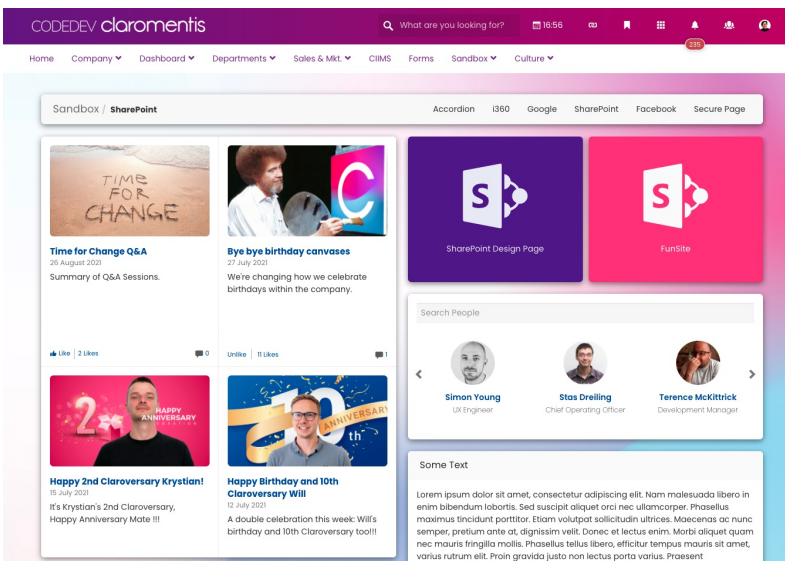 CODEDEV claromentis
What are you looking for?
16:56
235
Home Company Dashboard Departments Sales & Mkt. CIIMS Forms Sandbox Culture
Sandbox / SharePoint
Accordion i360 Google SharePoint Facebook Secure Page
TIME
FOR
CHANGE
Time for Change Q&A
26 August 2021
Summary of Q&A Sessions.
Like 2 Likes 0
C
Bye bye birthday canvases
27 July 2021
We're changing how we celebrate
birthdays within the company.
Unlike 11 Likes 1
2
HAPPY
ANNIVERSARY
Happy 2nd Claroversary Krystian!
15 July 2021
It's Krystian's 2nd Claroversary,
Happy Anniversary Mate !!!
10
th
ANNIVERSARY
Happy Birthday and 10th
Claroversary Will
12 July 2021
A double celebration this week: Will's
birthday and 10th Claroversary too!!!
S
SharePoint Design Page
S
FunSite
Search People
Simon Young
UX Engineer
Stas Dreiling
Chief Operating Officer
Terence McKittrick
Development Manager
Some Text
Lorem ipsum dolor sit amet, consectetur adipiscing elit. Nam malesuada libero in
enim bibendum lobortis. Sed suscipit aliquet orci nec ullamcorper. Phasellus
maximus tincidunt porttitor. Etiam volutpat sollicitudin ultrices. Maecenas ac nunc
semper, pretium ante at, dignissim velit. Donec et lectus enim. Morbi aliquet quam
nec mauris fringilla mollis. Phasellus tellus libero, efficitur tempus mauris sit amet,
varius rutrum elit. Proin gravida justo non lectus porta varius. Praesent